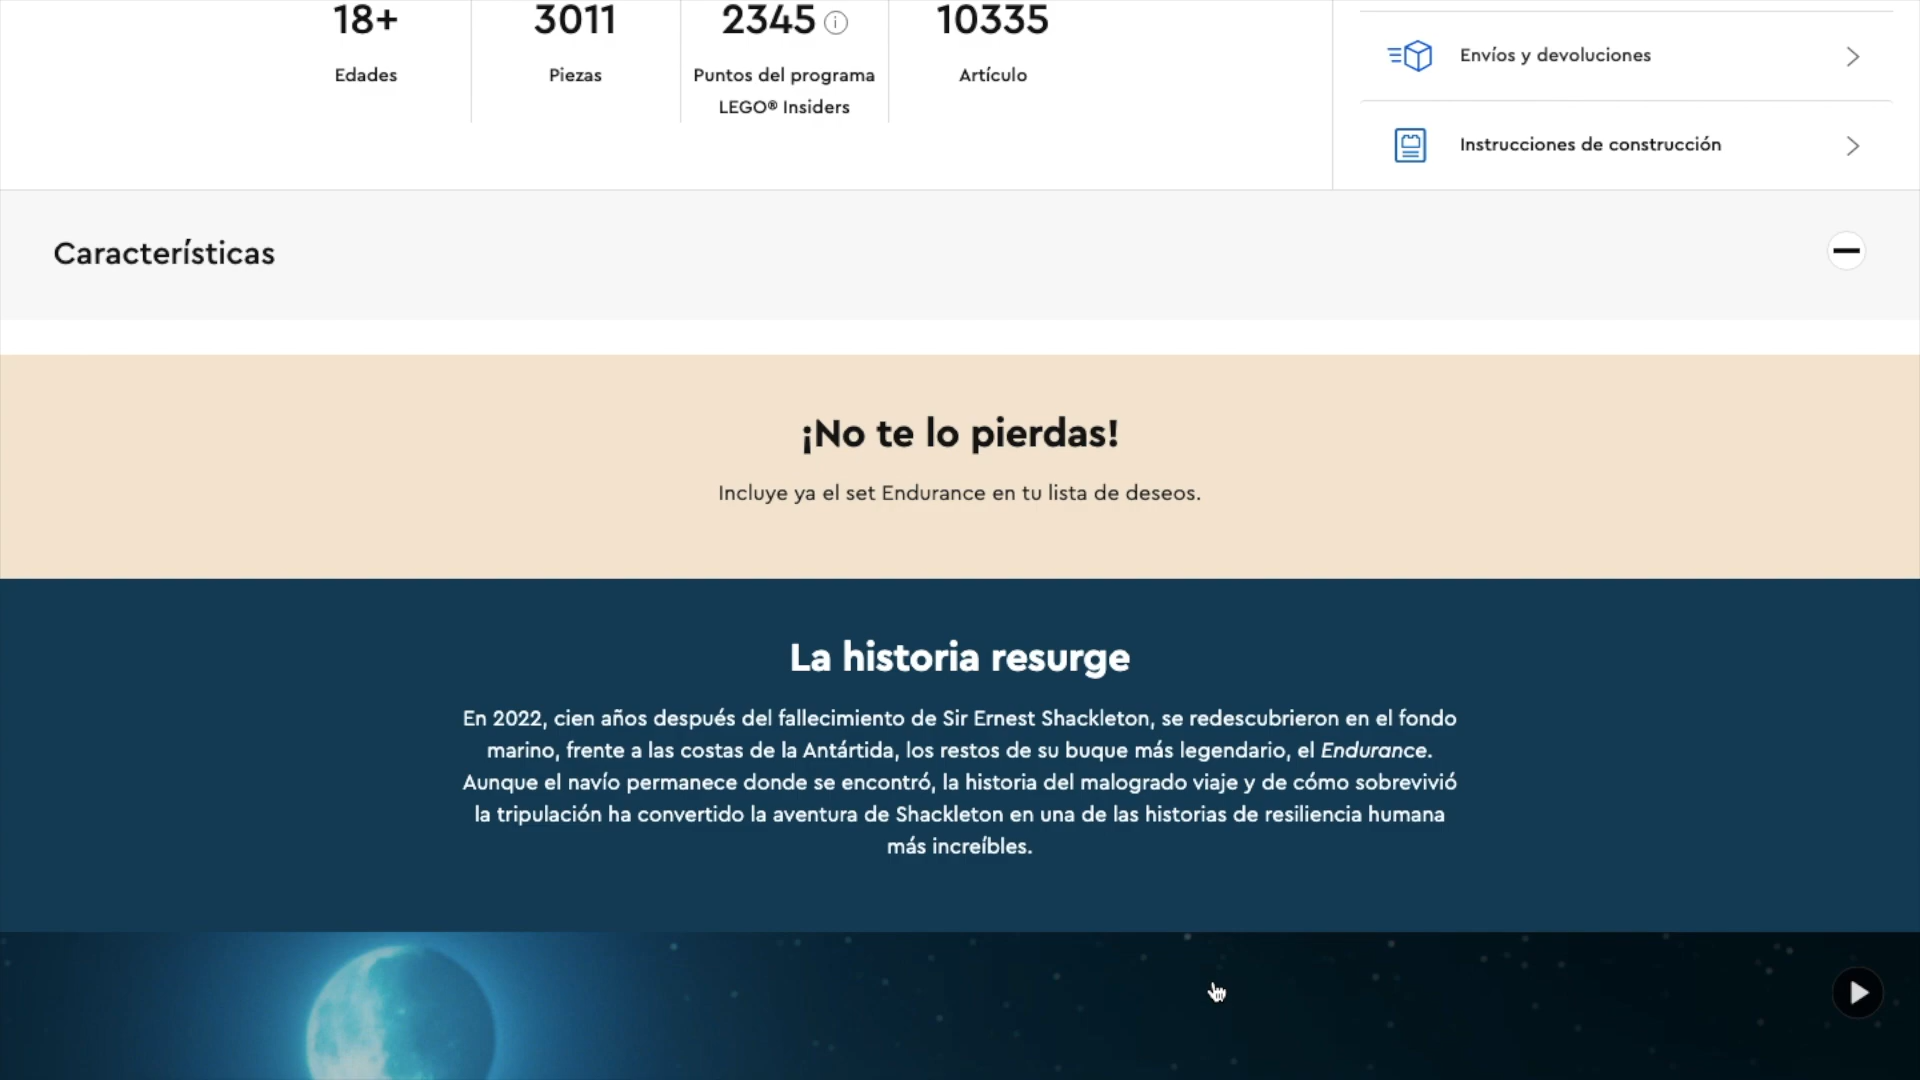 18+
Edades
3011
Piezas
2345
Puntos del programa
LEGO® Insiders
10335
Artículo
Envíos y devoluciones
Instrucciones de construcción
Características
¡No te lo pierdas!
Incluye ya el set Endurance en tu lista de deseos.
La historia resurge
En 2022, cien años después del fallecimiento de Sir Ernest Shackleton, se redescubrieron en el fondo
marino, frente a las costas de la Antártida, los restos de su buque más legendario, el Endurance.
Aunque el navío permanece donde se encontró, la historia del malogrado viaje y de cómo sobrevivió
la tripulación ha convertido la aventura de Shackleton en una de las historias de resiliencia humana
más increíbles.